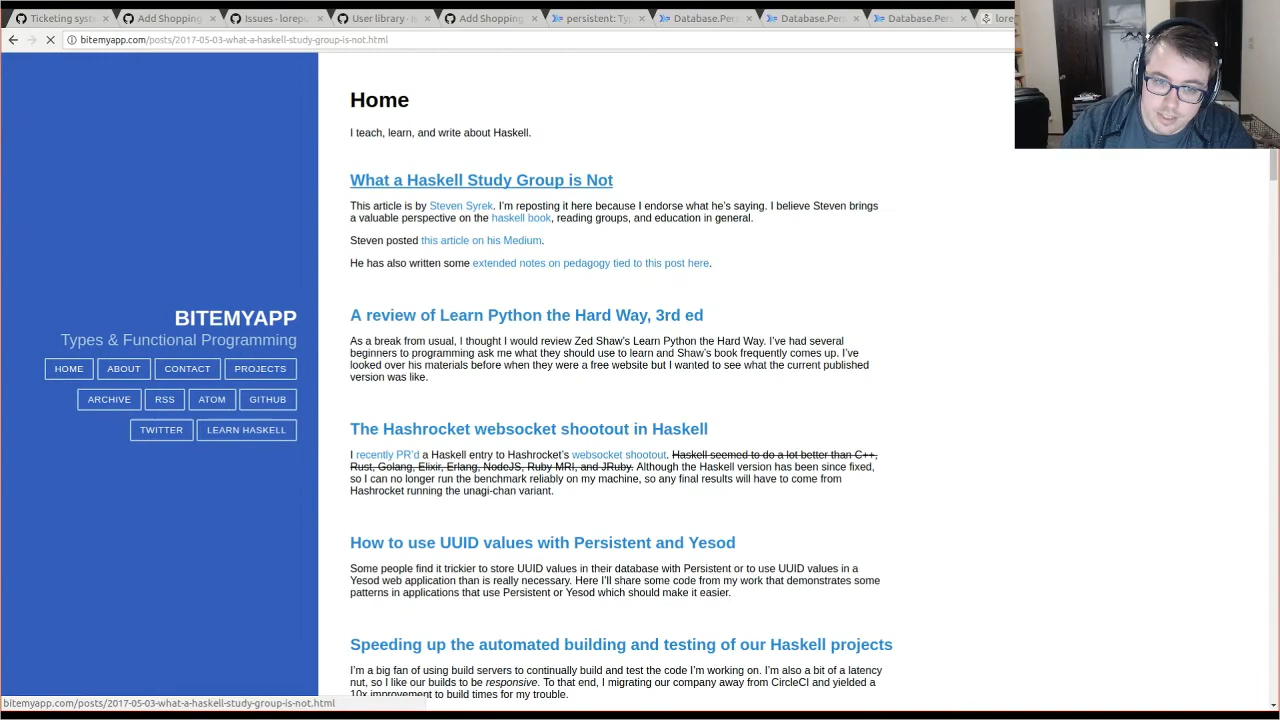 Ticketing syste
Add Shopping
Issues · lorepu
User library · is
Add Shopping
persistent: Typ
Database.Pers
Database.Pers
Database.Pers
lore
bitemyapp.com/posts/2017-05-03-what-a-haskell-study-group-is-not.html
BITEMYAPP
Types & Functional Programming
HOME ABOUT CONTACT PROJECTS
ARCHIVE RSS ATOM GITHUB
TWITTER LEARN HASKELL
Home
I teach, learn, and write about Haskell.
What a Haskell Study Group is Not
This article is by Steven Syrek. I'm reposting it here because I endorse what he's saying. I believe Steven brings
a valuable perspective on the haskell book, reading groups, and education in general.
Steven posted this article on his Medium.
He has also written some extended notes on pedagogy tied to this post here.
A review of Learn Python the Hard Way, 3rd ed
As a break from usual, I thought I would review Zed Shaw's Learn Python the Hard Way. I've had several
beginners to programming ask me what they should use to learn and Shaw's book frequently comes up. I've
looked over his materials before when they were a free website but I wanted to see what the current published
version was like.
The Hashrocket websocket shootout in Haskell
I recently PR'd a Haskell entry to Hashrocket's websocket shootout. Haskell seemed to do a lot better than C++,
Rust, Golang, Elixir, Erlang, NodeJS, Ruby MRI, and JRuby. Although the Haskell version has been since fixed,
so I can no longer run the benchmark reliably on my machine, so any final results will have to come from
Hashrocket running the unagi-chan variant.
How to use UUID values with Persistent and Yesod
Some people find it trickier to store UUID values in their database with Persistent or to use UUID values in a
Yesod web application than is really necessary. Here I'll share some code from my work that demonstrates some
patterns in applications that use Persistent or Yesod which should make it easier.
Speeding up the automated building and testing of our Haskell projects
I'm a big fan of using build servers to continually build and test the code I'm working on. I'm also a bit of a latency
nut, so I like our builds to be responsive. To that end, I migrating our company away from CircleCI and yielded a
10x improvement to build times for my trouble.
bitemyapp.com/posts/2017-05-03-what-a-haskell-study-group-is-not.html